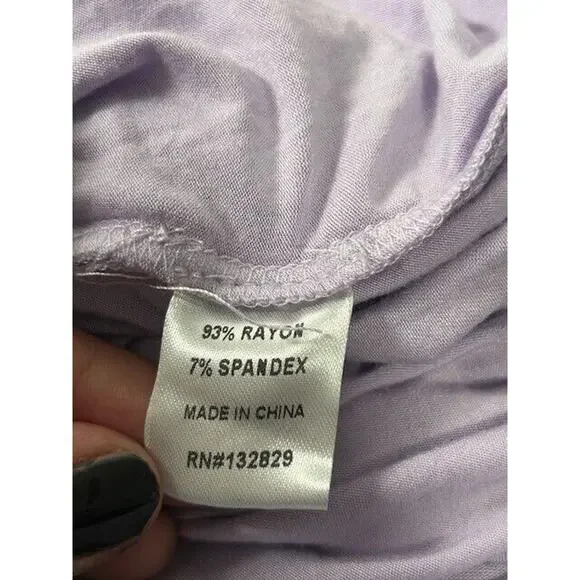 93% RAYON
7% SPANDEX
MADE IN CHINA
RN#132829